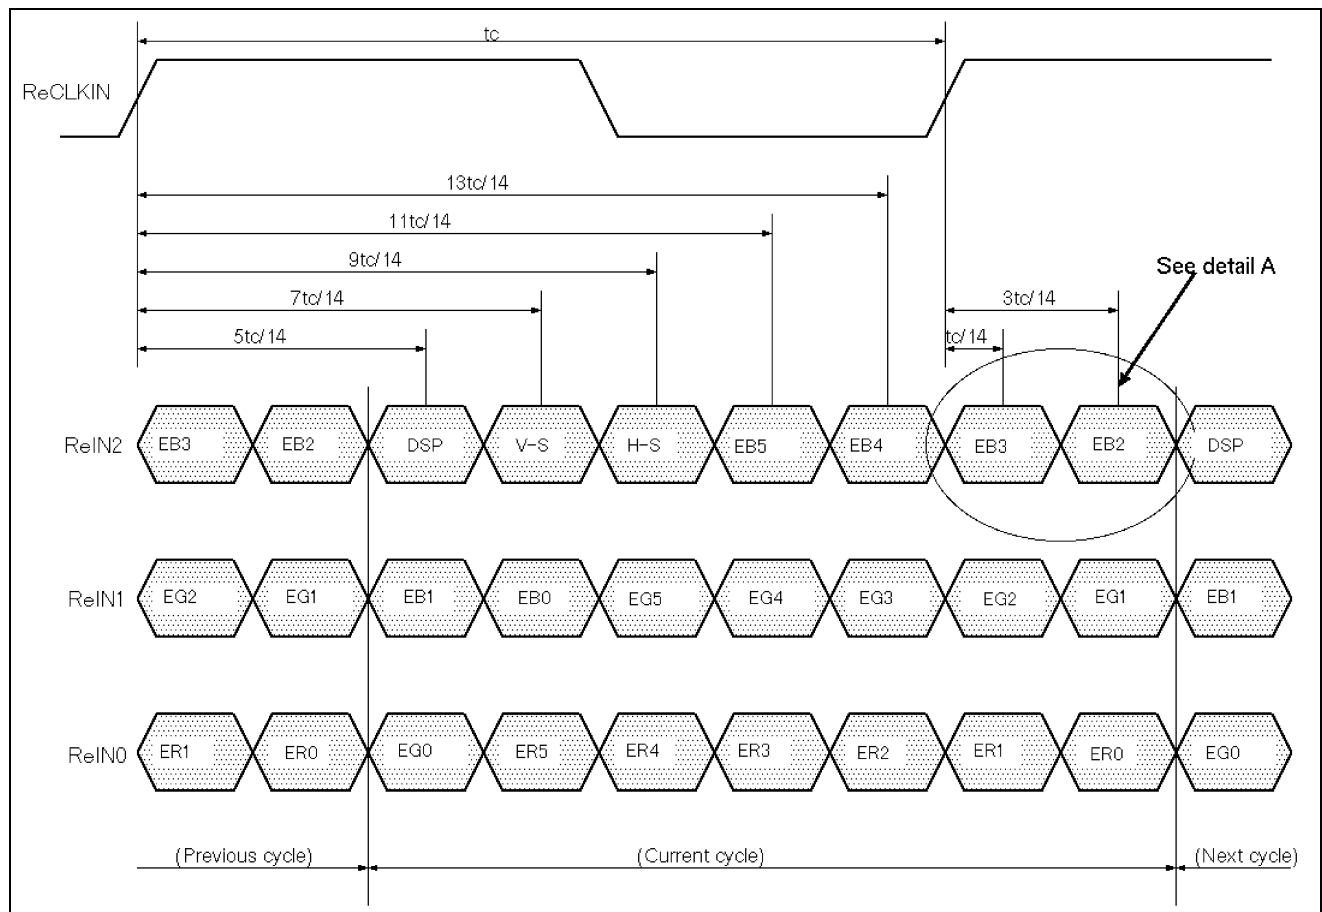 tc
ReCLKIN
13tc/14
11tc/14
9tc/14
See detail A
7tc/14
3tc/14
5tc/14
tc/14
ReIN2 EB3 EB2 DSP V-S H-S EB5 EB4 EB3 EB2 DSP
ReIN1 EG2 EG1 EB1 EB0 EG5 EG4 EG3 EG2 EG1 EB1
ReIN0 ER1 ER0 EG0 ER5 ER4 ER3 ER2 ER1 ER0 EG0
(Previous cycle) (Current cycle) (Next cycle)